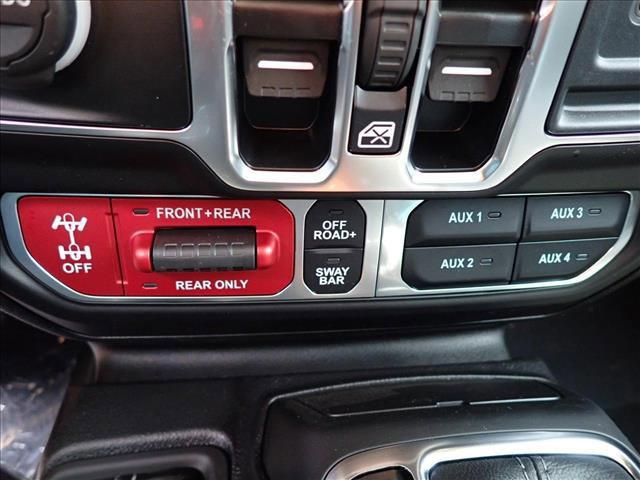 FRONT+REAR
OFF
REAR ONLY
OFF
ROAD+
SWAY
BAR
AUX 1
AUX 3
AUX 2
AUX 4